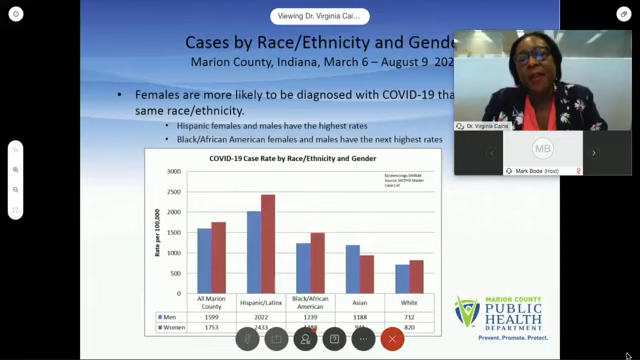 Viewing Dr. Virginia Cai...
Cases by Race/Ethnicity and Gende
Marion County, Indiana, March 6 – August 9 202
• Females are more likely to be diagnosed with COVID-19 tha
same race/ethnicity.
• Hispanic females and males have the highest rates
• Black/African American females and males have the next highest rates
Dr. Virginia Caine
MB
Mark Bode (Host)
COVID-19 Case Rate by Race/Ethnicity and Gender
Source: MCPHD Master
Case List
Rate per 100,000
3000
2500
2000
1500
1000
500
0
All Marion County Hispanic/Latinx Black/African American Asian White
Men 1599 2022 1239 1188 712
Women 1753 2433 820
MARION COUNTY
PUBLIC
HEALTH
DEPARTMENT
Prevent. Promote. Protect.